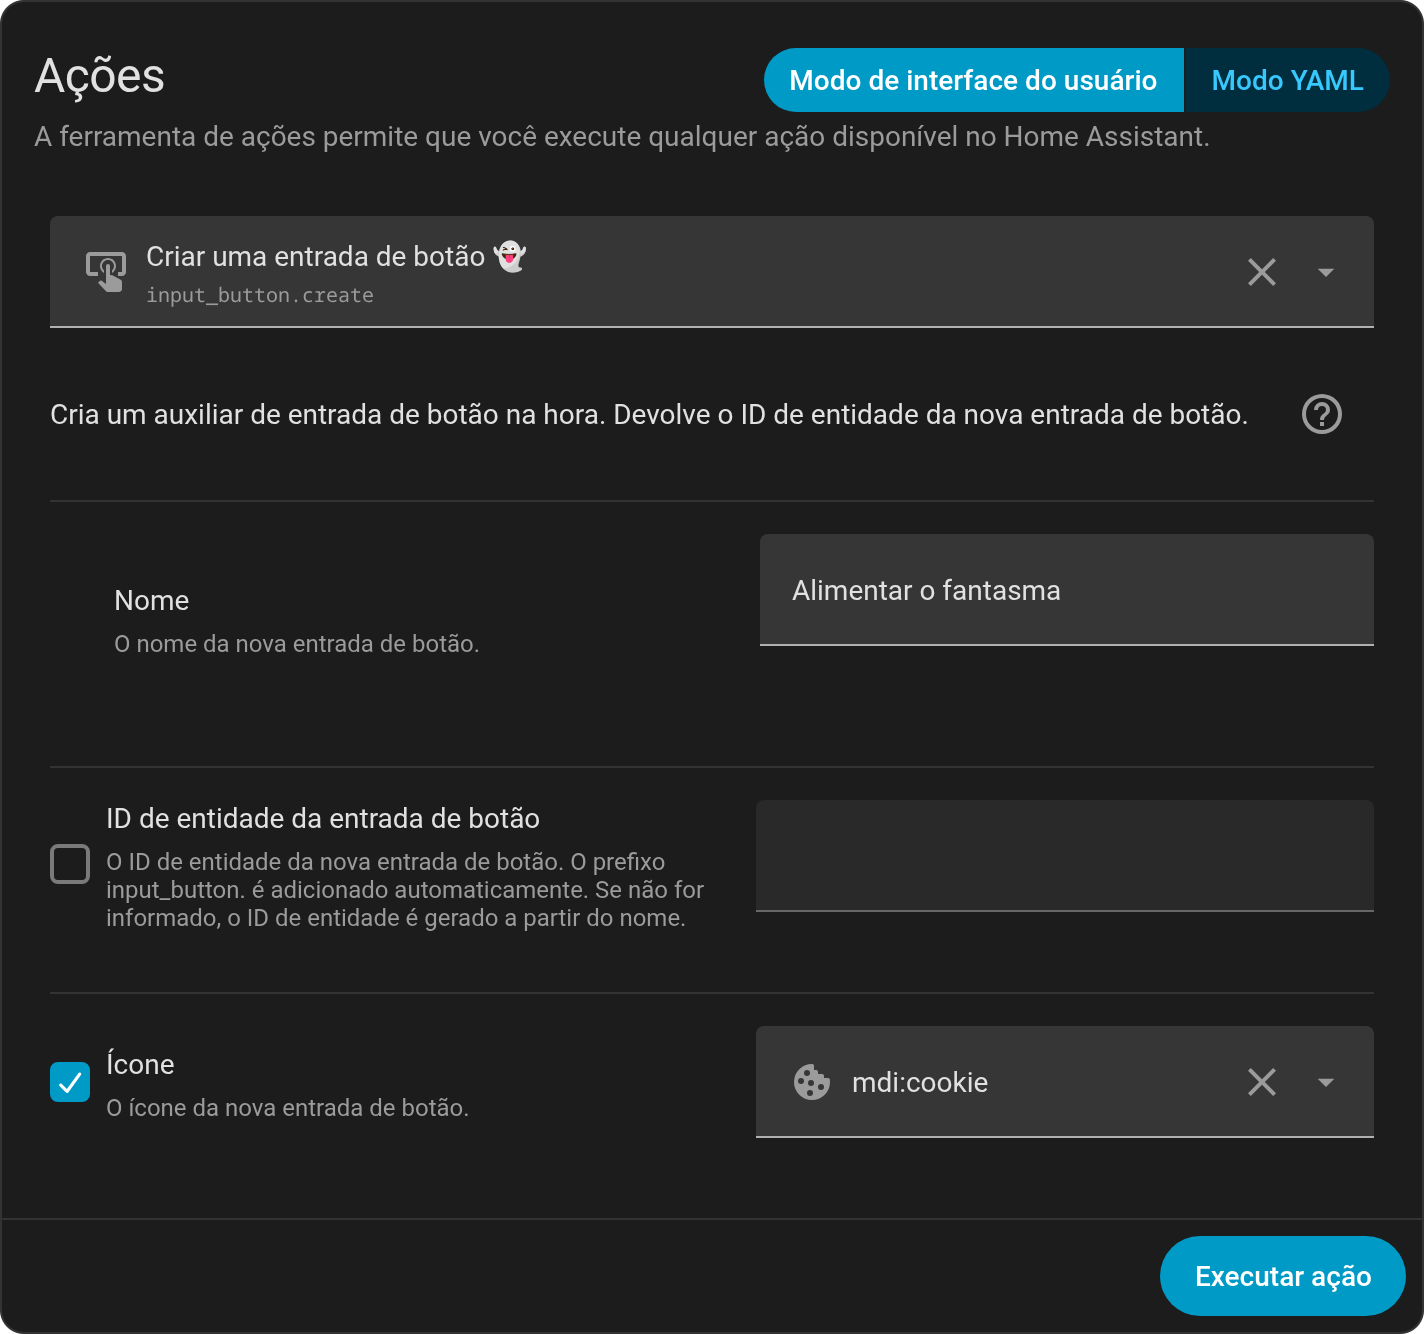 Ações
Modo de interface do usuário
Modo YAML
A ferramenta de ações permite que você execute qualquer ação disponível no Home Assistant.
Criar uma entrada de botão 👻
input_button.create
Cria um auxiliar de entrada de botão na hora. Devolve o ID de entidade da nova entrada de botão.
Nome
O nome da nova entrada de botão.
Alimentar o fantasma
ID de entidade da entrada de botão
O ID de entidade da nova entrada de botão. O prefixo
input_button. é adicionado automaticamente. Se não for
informado, o ID de entidade é gerado a partir do nome.
Ícone
O ícone da nova entrada de botão.
mdi:cookie
Executar ação